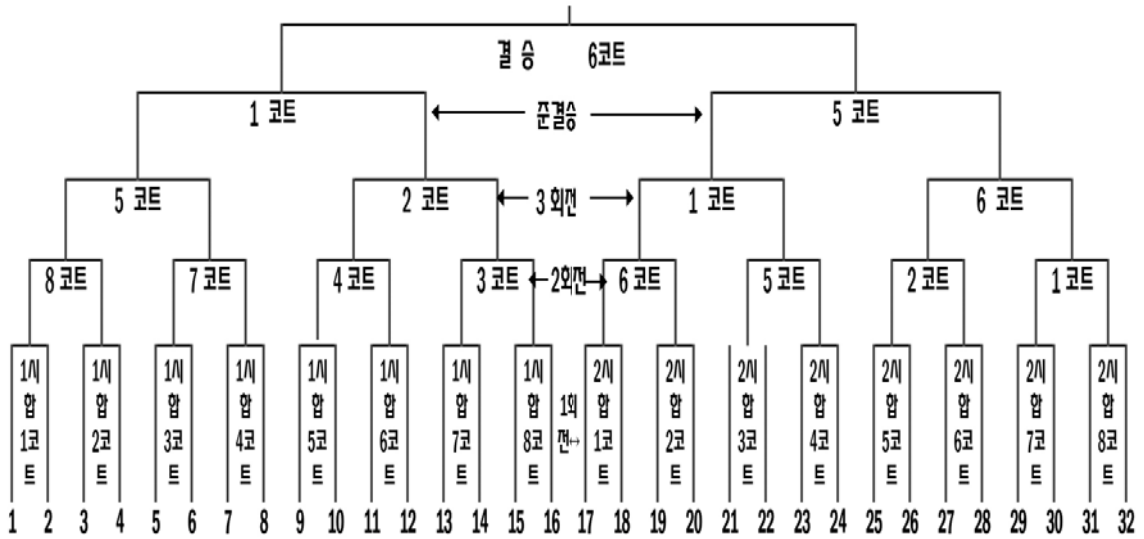 결 승 6코트
1 코트 준결승 5 코트
5 코트 2 코트 3 회전 1 코트 6 코트
8 코트 7 코트 4 코트 3 코트 2회전 6 코트 5 코트 2 코트 1 코트
1시 1시 1시 1시 1시 1시 1시 1시 2시 2시 2시 2시 2시 2시 2시 2시
합 합 합 합 합 합 합 합 1회 합 합 합 합 합 합 합 합
1코 2코 3코 4코 5코 6코 7코 8코 전↔ 1코 2코 3코 4코 5코 6코 7코 8코
트 트 트 트 트 트 트 트 트 트 트 트 트 트 트 트
1 2 3 4 5 6 7 8 9 10 11 12 13 14 15 16 17 18 19 20 21 22 23 24 25 26 27 28 29 30 31 32